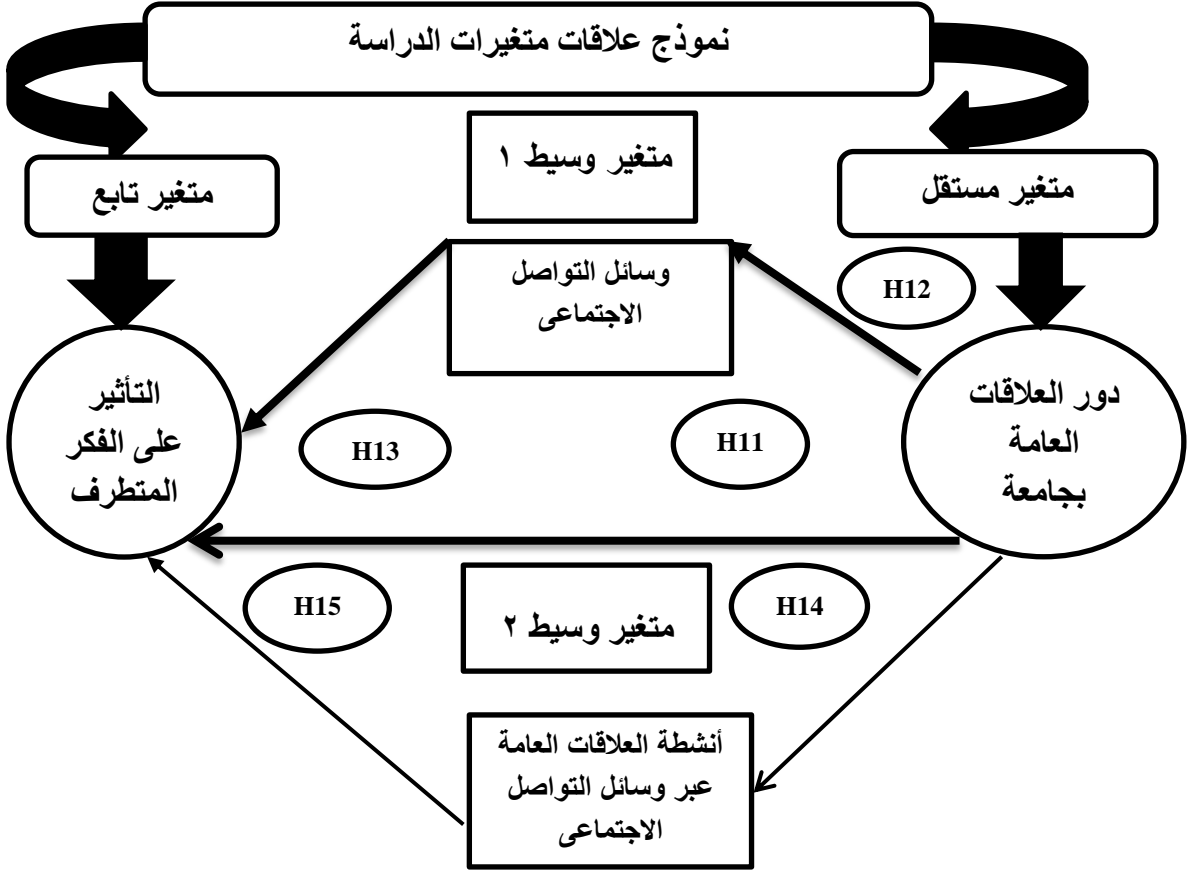 نموذج علاقات متغيرات الدراسة
متغير مستقل
متغير وسيط ١
متغير تابع
وسائل التواصل
الاجتماعى
H12
دور العلاقات
العامة
بجامعة
التأثير
على الفكر
المتطرف
H11
H13
متغير وسيط ٢
H14
H15
أنشطة العلاقات العامة
عبر وسائل التواصل
الاجتماعى